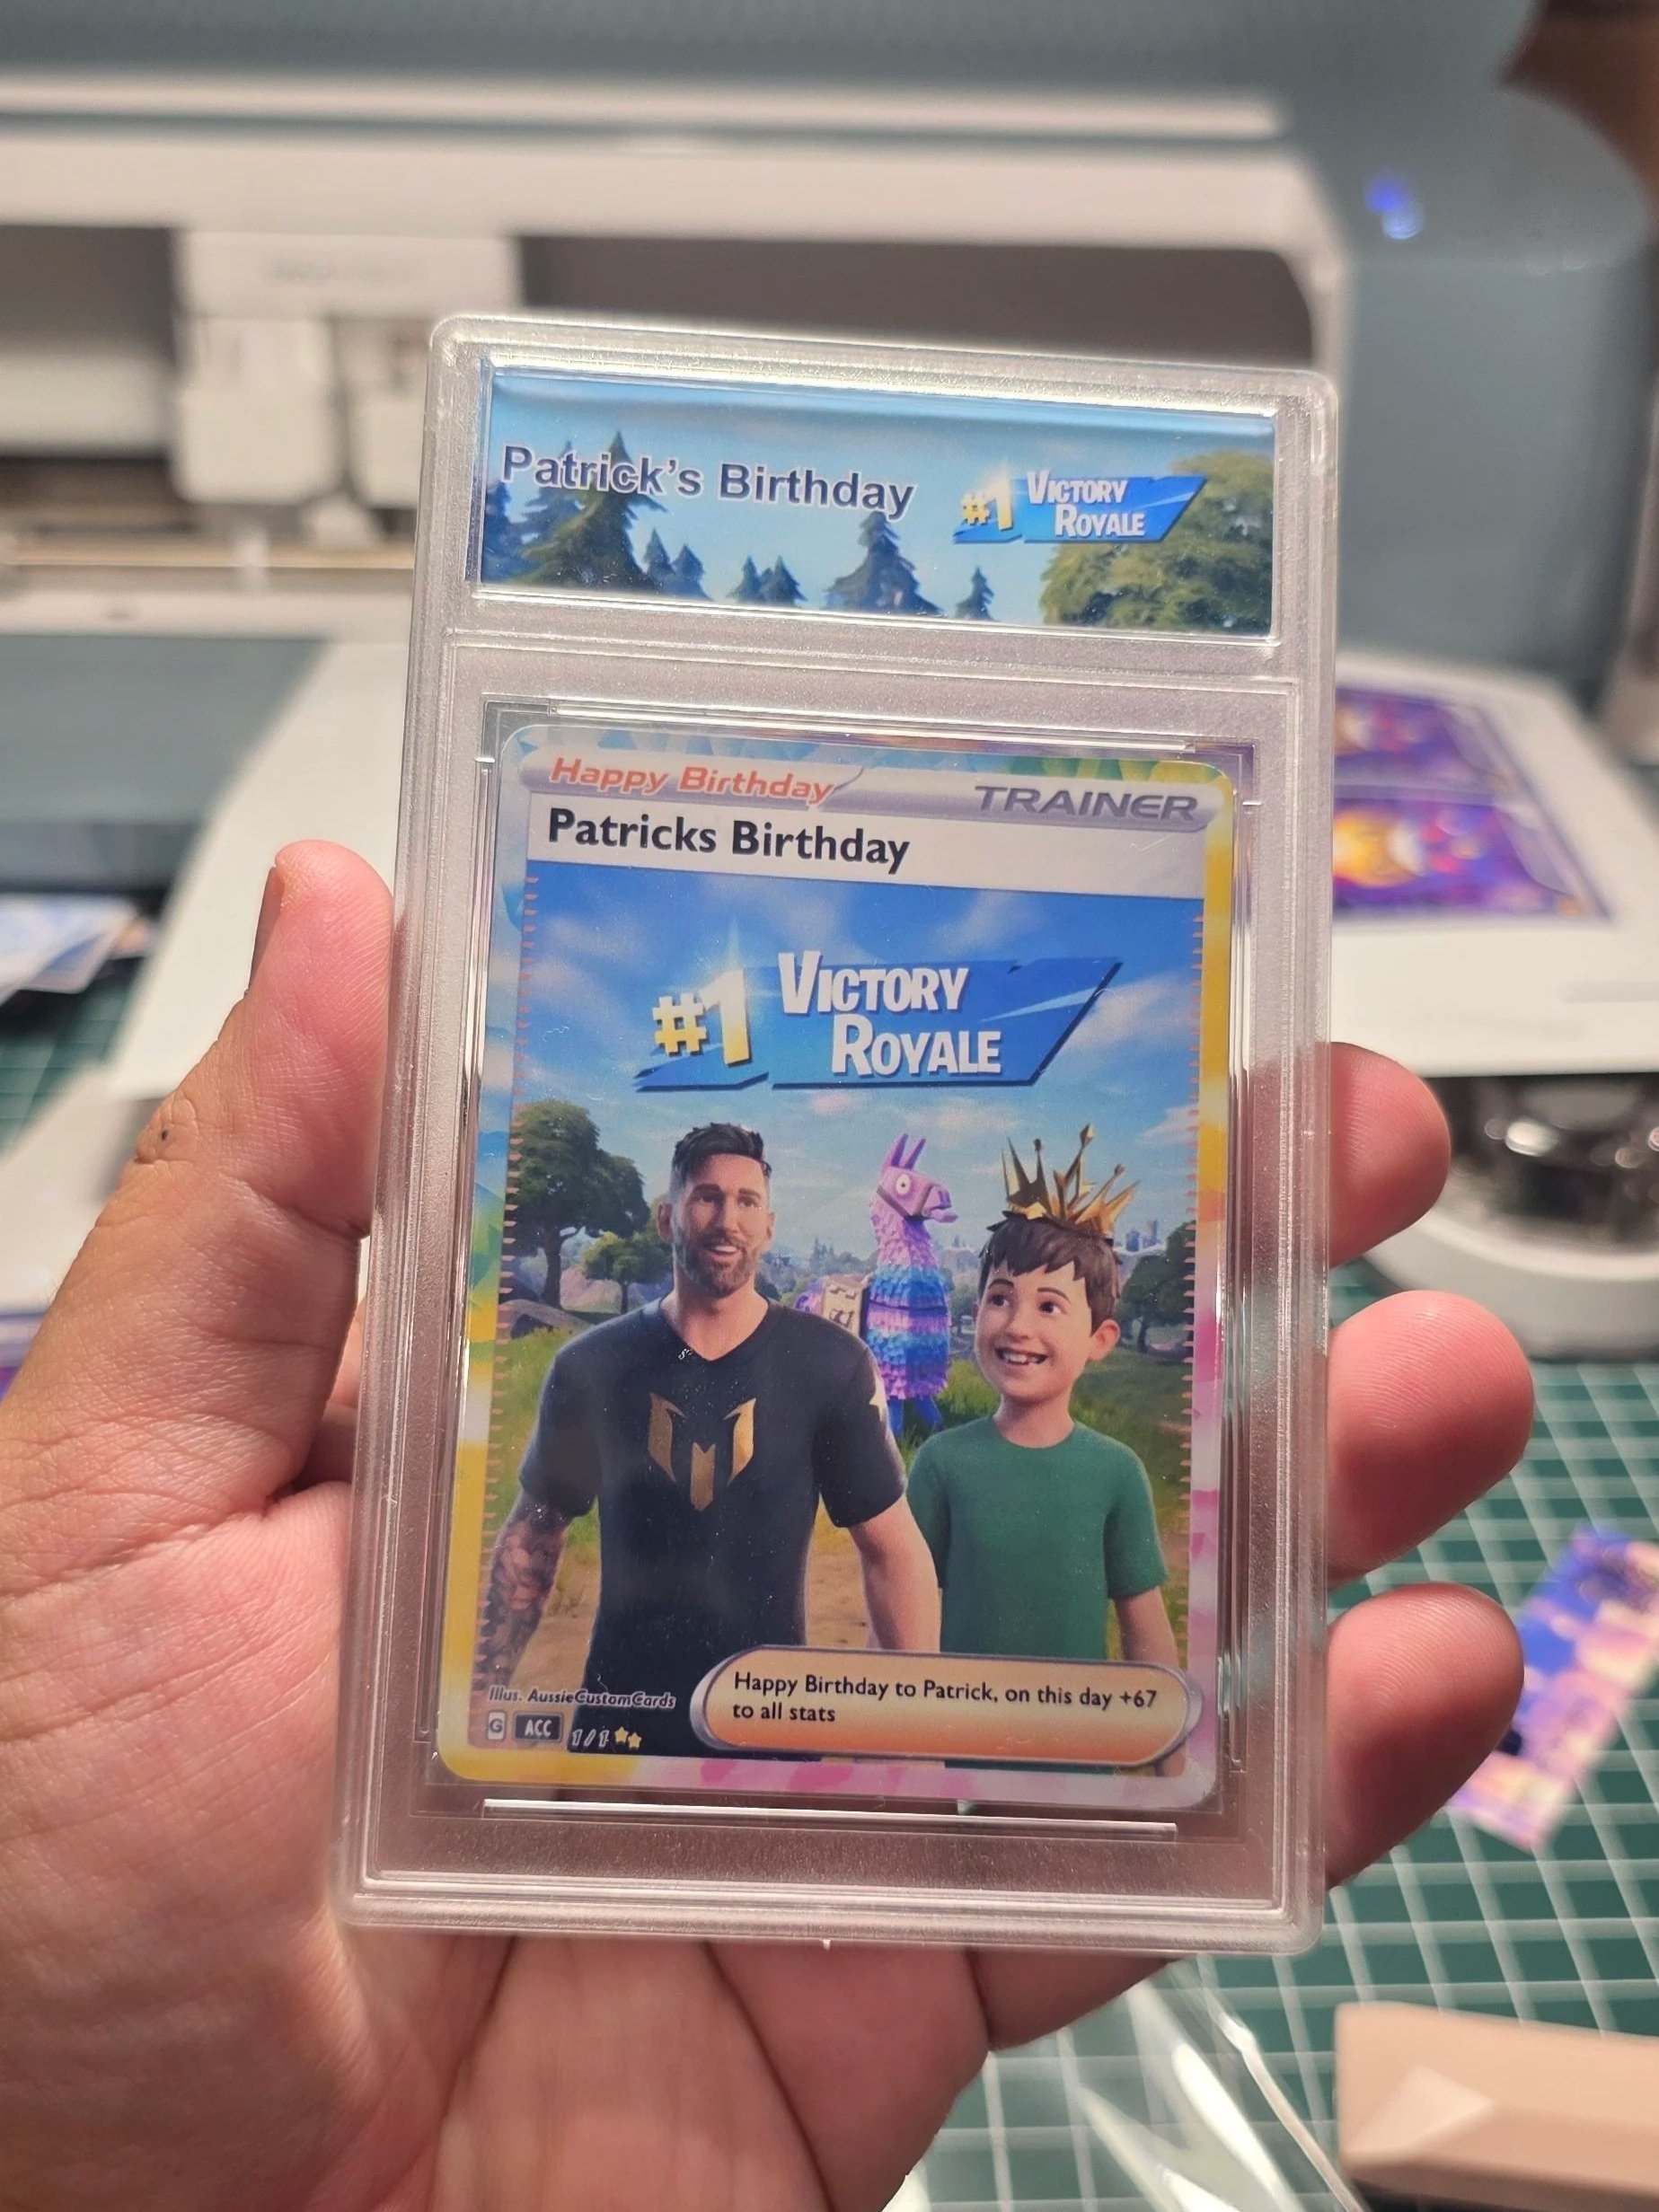 Patrick's Birthday
#1 VICTORY
ROYALE
Happy Birthday
TRAINER
Patricks Birthday
#1 VICTORY
ROYALE
Happy Birthday to Patrick, on this day +67
to all stats
Illus. AussieCustomCards
G ACC 1/1